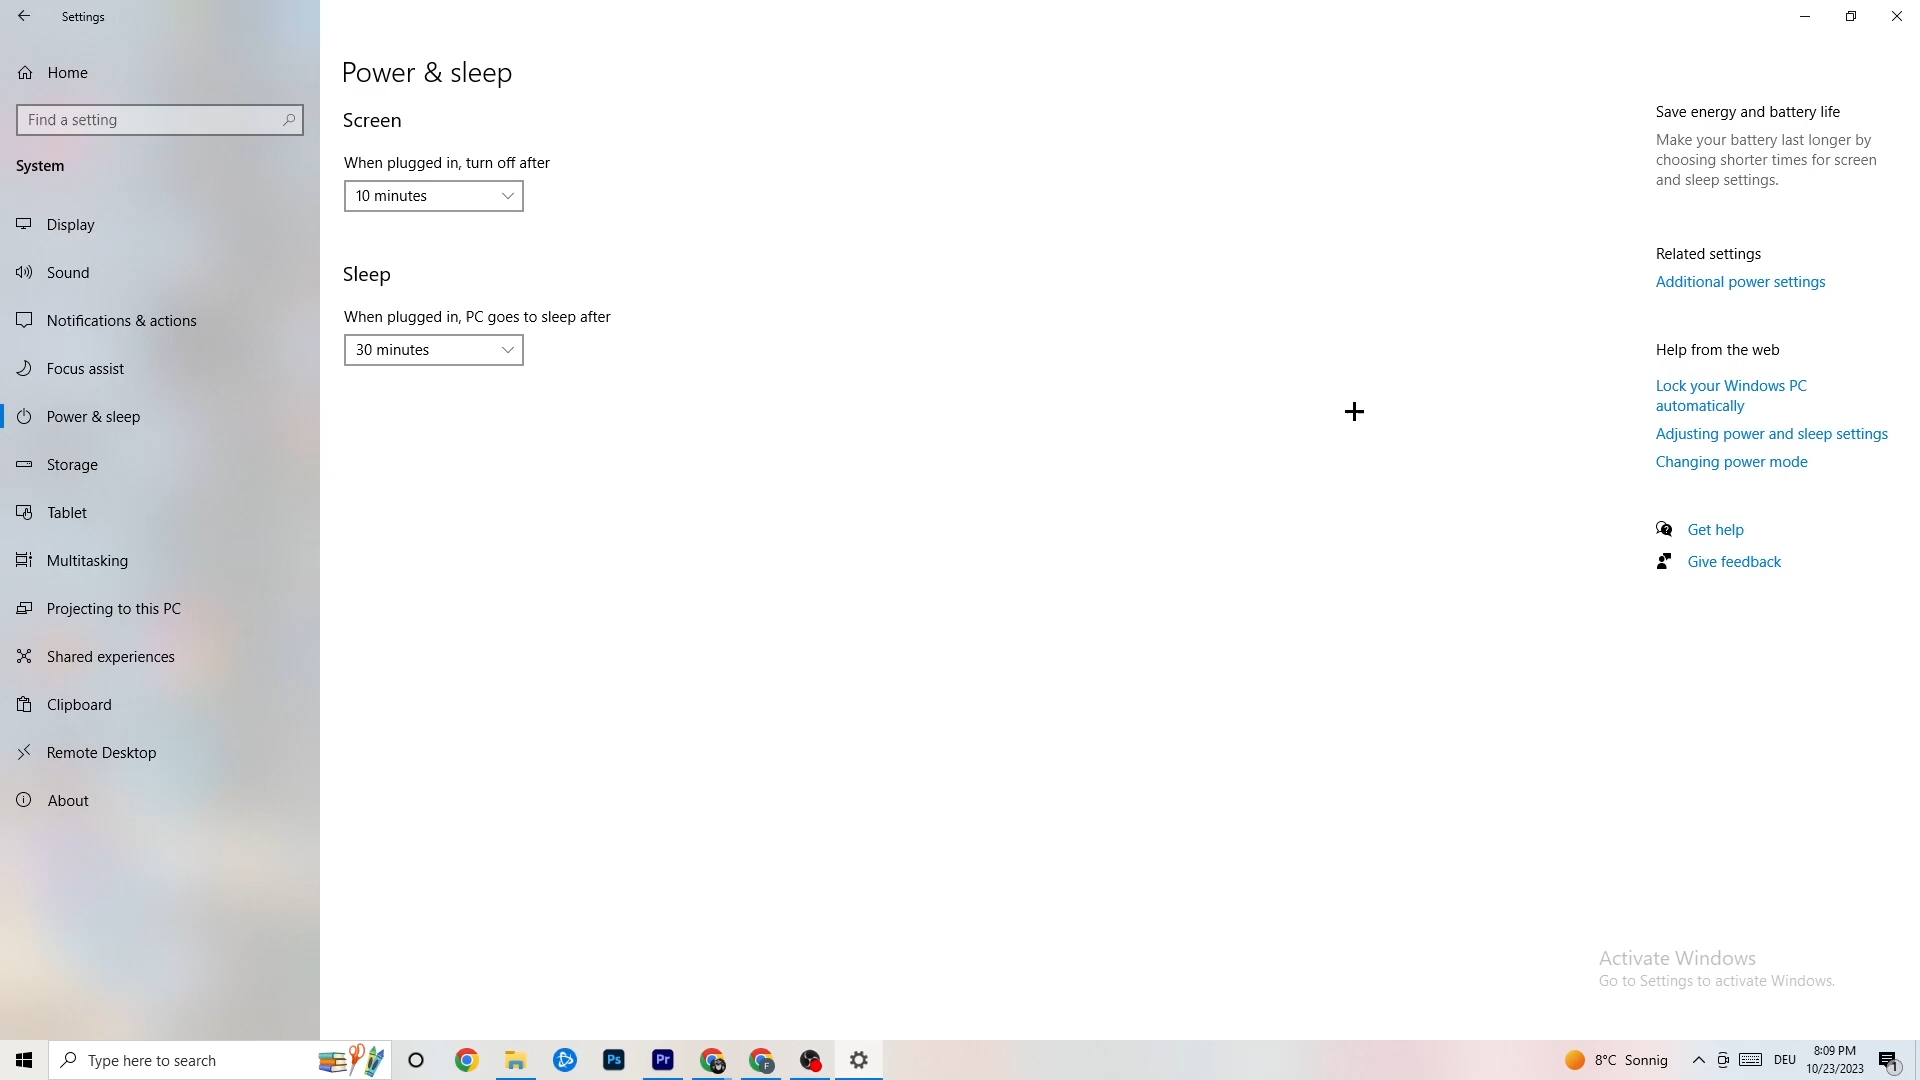 Settings
Home
Find a setting
System
Display
Sound
Notifications & actions
Focus assist
Power & sleep
Storage
Tablet
Multitasking
Projecting to this PC
Shared experiences
Clipboard
Remote Desktop
About
Power & sleep
Screen
When plugged in, turn off after
10 minutes
Sleep
When plugged in, PC goes to sleep after
30 minutes
Save energy and battery life
Make your battery last longer by
choosing shorter times for screen
and sleep settings.
Related settings
Additional power settings
Help from the web
Lock your Windows PC
automatically
Adjusting power and sleep settings
Changing power mode
Get help
Give feedback
Activate Windows
Go to Settings to activate Windows.
Type here to search
Ps
Pr
F
8°C Sonnig
DEU
8:09 PM
10/23/2023
1